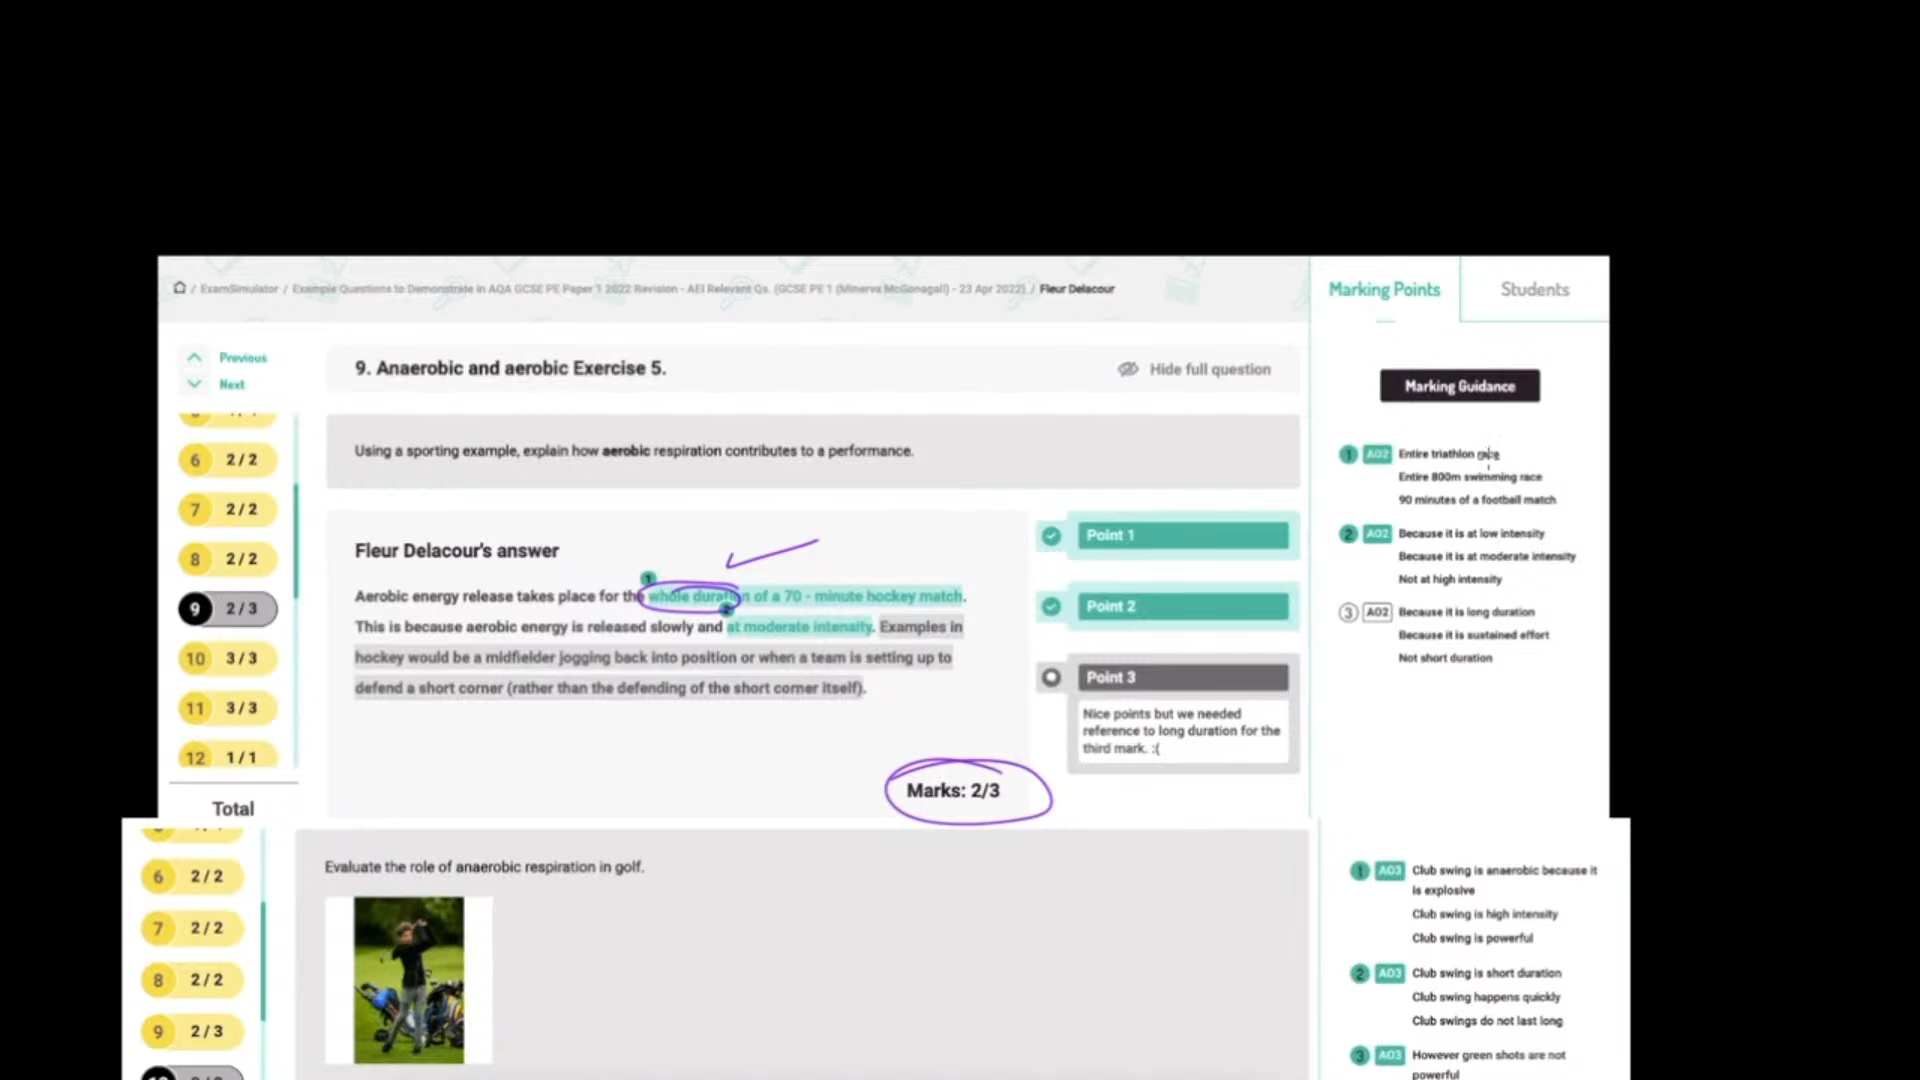 / ExamSimulator / Example Questions to Demonstrate in AQA GCSE PE Paper 1 2022 Revision - AEI Relevant Qs. (GCSE PE 1 (Minerva McGonagall) - 23 Apr 2022) / Fleur Delacour
Marking Points
Students
Previous
Next
9. Anaerobic and aerobic Exercise 5.
Hide full question
Marking Guidance
Using a sporting example, explain how aerobic respiration contributes to a performance.
6 2 / 2
7 2 / 2
8 2 / 2
9 2 / 3
10 3 / 3
11 3 / 3
12 1 / 1
Total
Fleur Delacour's answer
1
Aerobic energy release takes place for the whole duration of a 70 - minute hockey match.
2
This is because aerobic energy is released slowly and at moderate intensity. Examples in
hockey would be a midfielder jogging back into position or when a team is setting up to
defend a short corner (rather than the defending of the short corner itself).
Marks: 2/3
Point 1
Point 2
Point 3
Nice points but we needed
reference to long duration for the
third mark. :(
1 AO2 Entire triathlon race
Entire 800m swimming race
90 minutes of a football match
2 AO2 Because it is at low intensity
Because it is at moderate intensity
Not at high intensity
3 AO2 Because it is long duration
Because it is sustained effort
Not short duration
6 2 / 2
7 2 / 2
8 2 / 2
9 2 / 3
Evaluate the role of anaerobic respiration in golf.
1 AO3 Club swing is anaerobic because it
is explosive
Club swing is high intensity
Club swing is powerful
2 AO3 Club swing is short duration
Club swing happens quickly
Club swings do not last long
3 AO3 However green shots are not
powerful